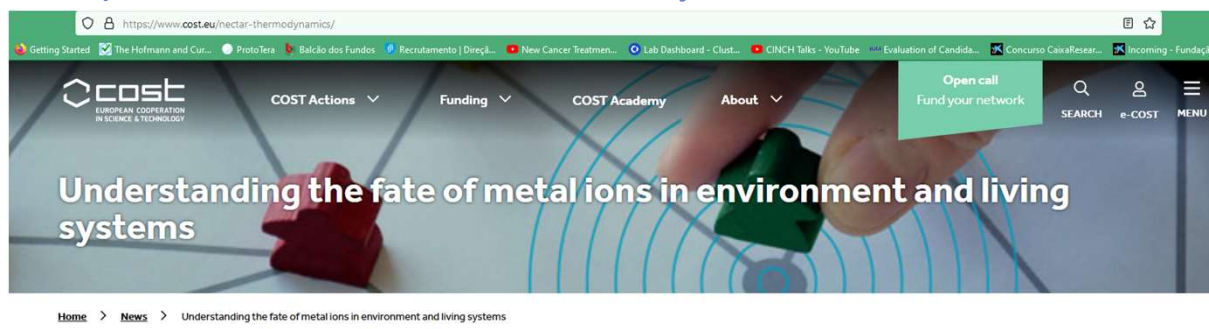 https://www.cost.eu/nectar-thermodynamics/
Getting Started The Hofmann and Cur... ProtoTera Balcão dos Fundos Recrutamento | Direçã... New Cancer Treatmen... Lab Dashboard - Clust... CINCH Talks - YouTube Evaluation of Candida... Concurso CaixaResear... Incoming - Fundaçã
cost
EUROPEAN COOPERATION
IN SCIENCE & TECHNOLOGY
COST Actions Funding COST Academy About
Open call
Fund your network
SEARCH e-COST MENU
Understanding the fate of metal ions in environment and living
systems
Home > News > Understanding the fate of metal ions in environment and living systems